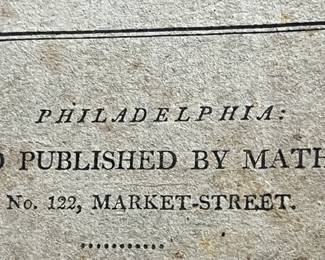 PHILADELPHIA:
D PUBLISHED BY MATH
No. 122, MARKET-STREET.